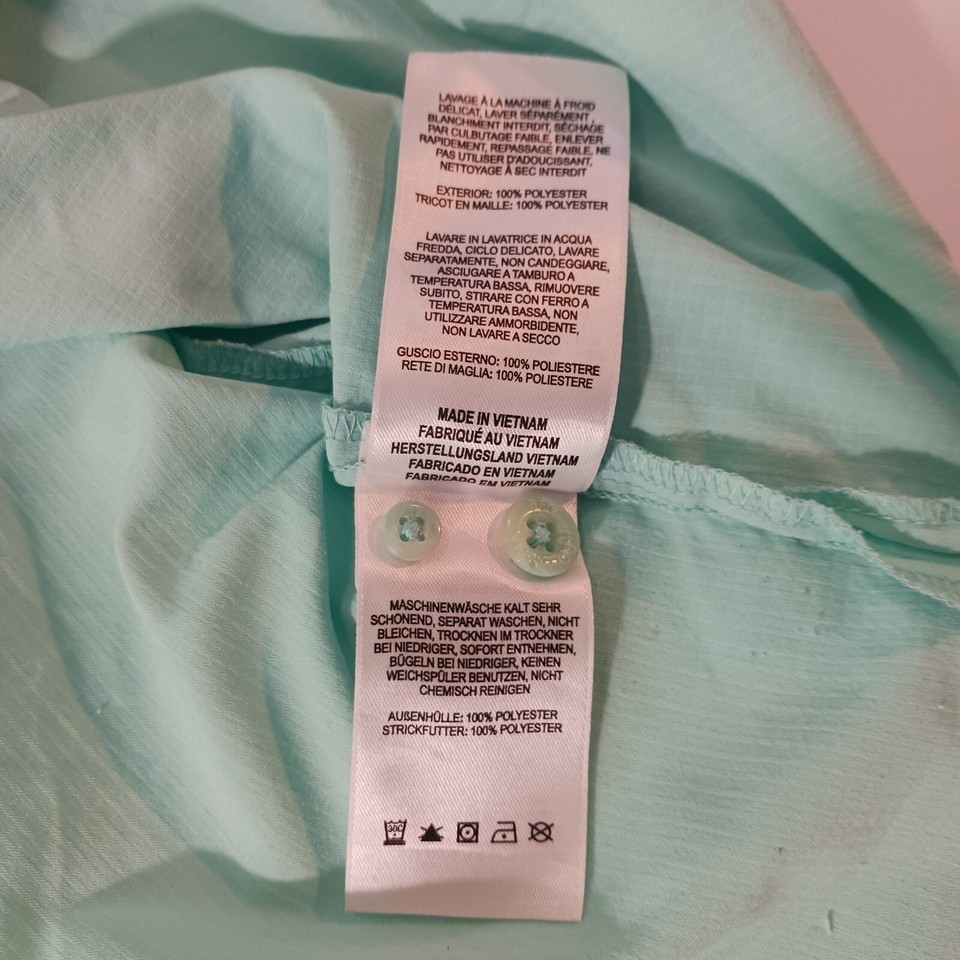 LAVAGE À LA MACHINE À FROID
DÉLICAT, LAVER SÉPARÉMENT,
BLANCHIMENT INTERDIT, SÉCHAGE
PAR CULBUTAGE FAIBLE, ENLEVER
RAPIDEMENT, REPASSAGE FAIBLE, NE
PAS UTILISER D'ADOUCISSANT,
NETTOYAGE À SEC INTERDIT
EXTERIOR: 100% POLYESTER
TRICOT EN MAILLE: 100% POLYESTER
LAVARE IN LAVATRICE IN ACQUA
FREDDA, CICLO DELICATO, LAVARE
SEPARATAMENTE, NON CANDEGGIARE,
ASCIUGARE A TAMBURO A
TEMPERATURA BASSA, RIMUOVERE
SUBITO, STIRARE CON FERRO A
TEMPERATURA BASSA, NON
UTILIZZARE AMMORBIDENTE,
NON LAVARE A SECCO
GUSCIO ESTERNO: 100% POLIESTERE
RETE DI MAGLIA: 100% POLIESTERE
MADE IN VIETNAM
FABRIQUÉ AU VIETNAM
HERSTELLUNGSLAND VIETNAM
FABRICADO EN VIETNAM
FABRICADO EM VIETNAM
MASCHINENWÄSCHE KALT SEHR
SCHONEND, SEPARAT WASCHEN, NICHT
BLEICHEN, TROCKNEN IM TROCKNER
BEI NIEDRIGER, SOFORT ENTNEHMEN,
BÜGELN BEI NIEDRIGER, KEINEN
WEICHSPÜLER BENUTZEN, NICHT
CHEMISCH REINIGEN
AUßENHÜLLE: 100% POLYESTER
STRICKFUTTER: 100% POLYESTER
30C